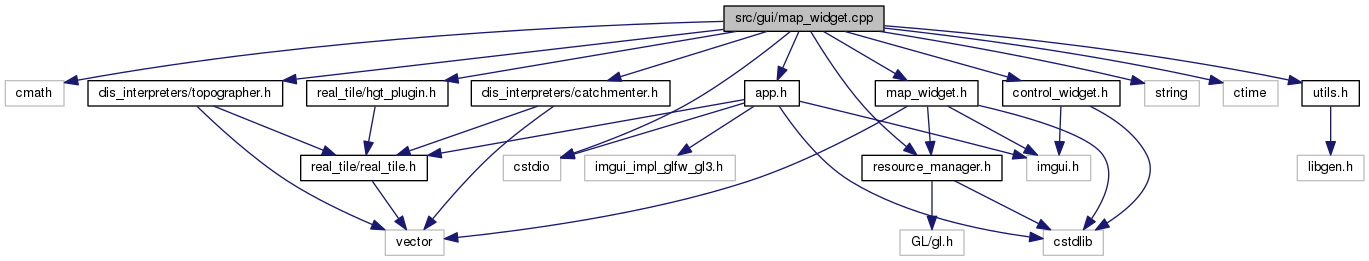 src/gui/map_widget.cpp
cmath
dis_interpreters/topographer.h
real_tile/hgt_plugin.h
dis_interpreters/catchmenter.h
app.h
map_widget.h
control_widget.h
string
ctime
utils.h
real_tile/real_tile.h
cstdio
imgui_impl_glfw_gl3.h
resource_manager.h
imgui.h
libgen.h
vector
GL/gl.h
cstdlib